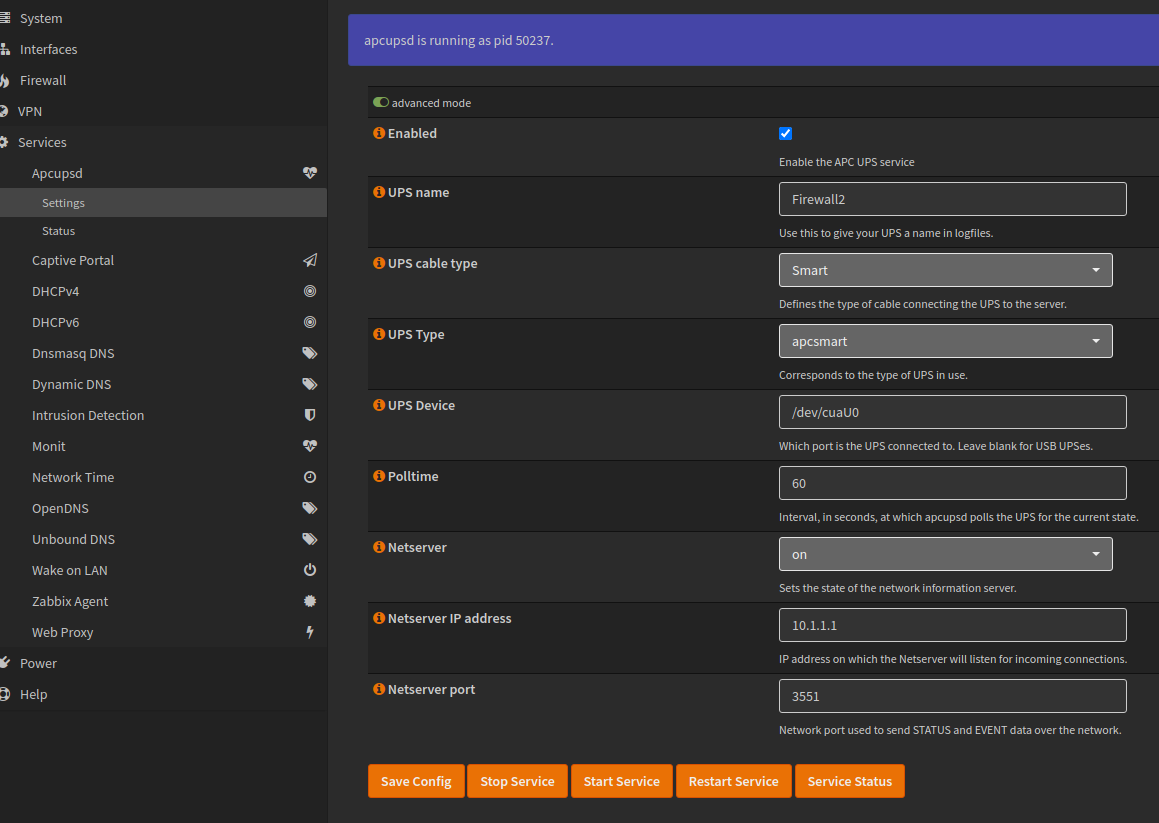 System
Interfaces
Firewall
VPN
Services
Apcupsd
Settings
Status
Captive Portal
DHCPv4
DHCPv6
Dnsmasq DNS
Dynamic DNS
Intrusion Detection
Monit
Network Time
OpenDNS
Unbound DNS
Wake on LAN
Zabbix Agent
Web Proxy
Power
Help
apcupsd is running as pid 50237.
advanced mode
Enabled
Enable the APC UPS service
UPS name
Firewall2
Use this to give your UPS a name in logfiles.
UPS cable type
Smart
Defines the type of cable connecting the UPS to the server.
UPS Type
apcsmart
Corresponds to the type of UPS in use.
UPS Device
/dev/cuaU0
Which port is the UPS connected to. Leave blank for USB UPSes.
Polltime
60
Interval, in seconds, at which apcupsd polls the UPS for the current state.
Netserver
on
Sets the state of the network information server.
Netserver IP address
10.1.1.1
IP address on which the Netserver will listen for incoming connections.
Netserver port
3551
Network port used to send STATUS and EVENT data over the network.
Save Config Stop Service Start Service Restart Service Service Status